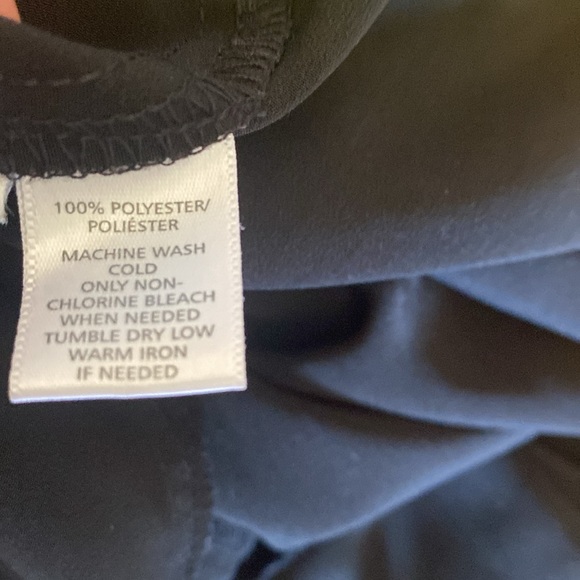 100% POLYESTER/
POLIÉSTER
MACHINE WASH
COLD
ONLY NON-
CHLORINE BLEACH
WHEN NEEDED
TUMBLE DRY LOW
WARM IRON
IF NEEDED